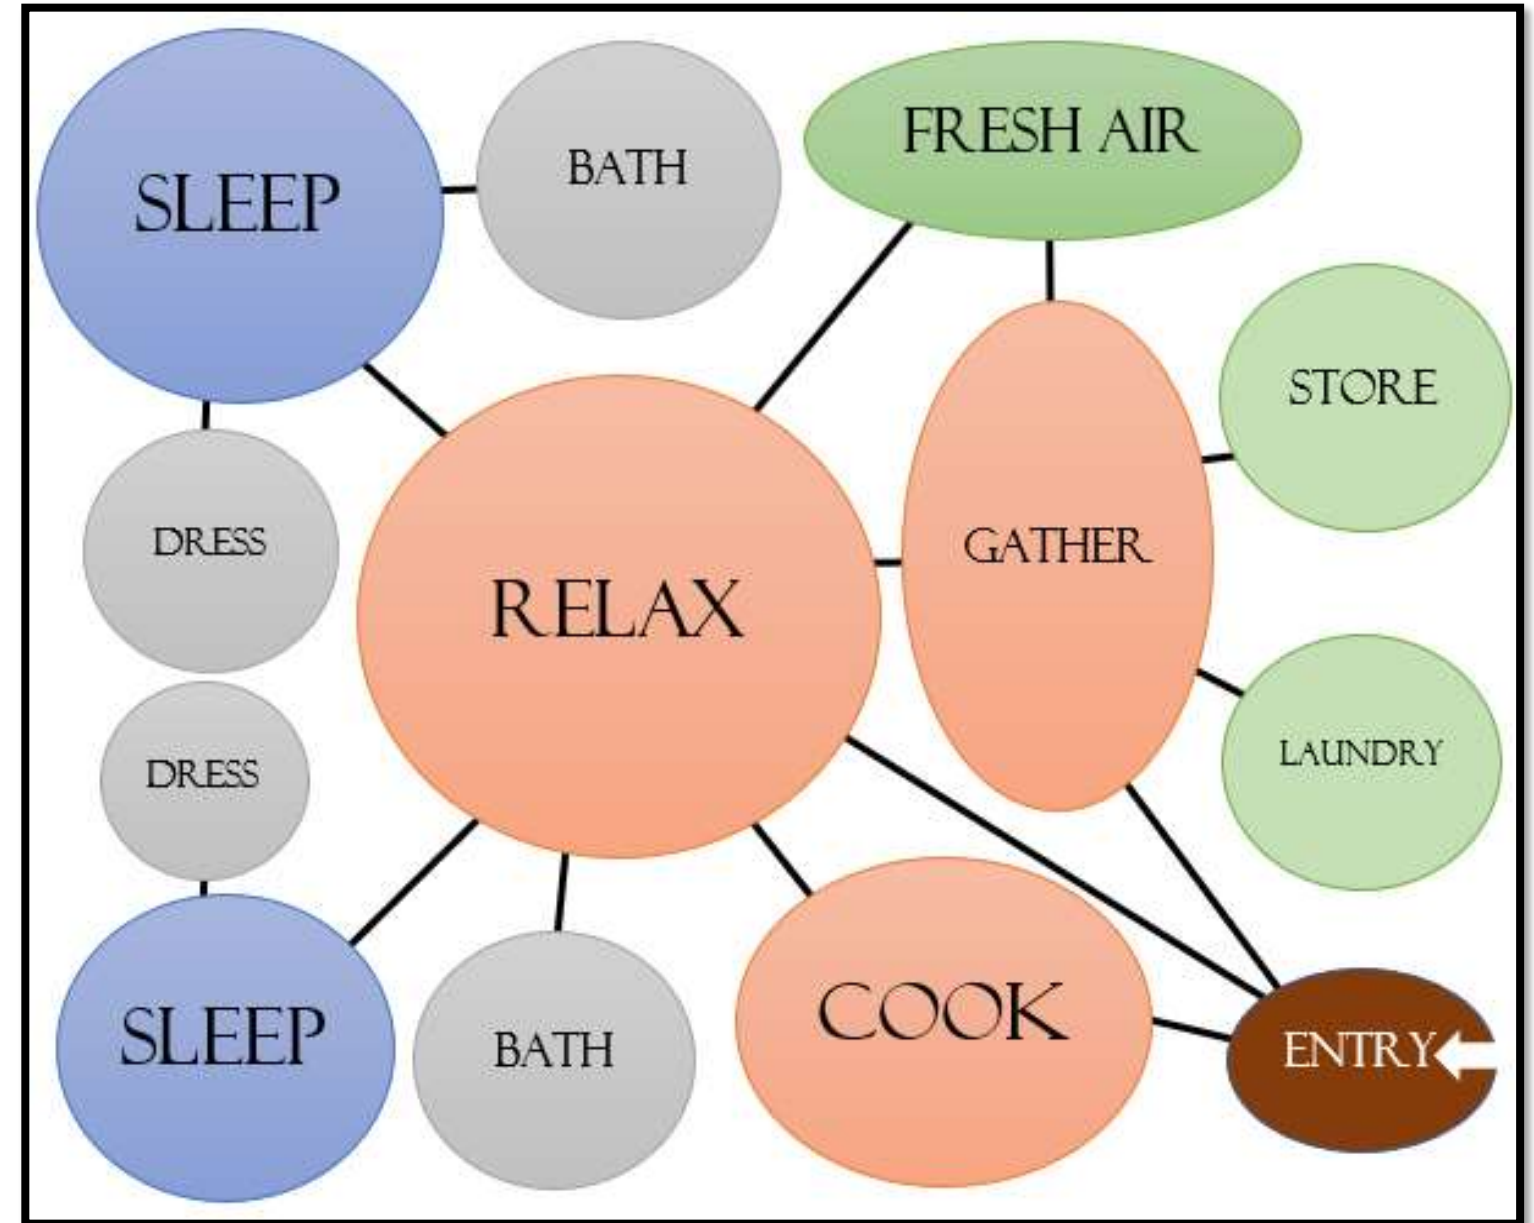 SLEEP
BATH
FRESH AIR
STORE
DRESS
GATHER
RELAX
DRESS
LAUNDRY
SLEEP
BATH
COOK
ENTRY